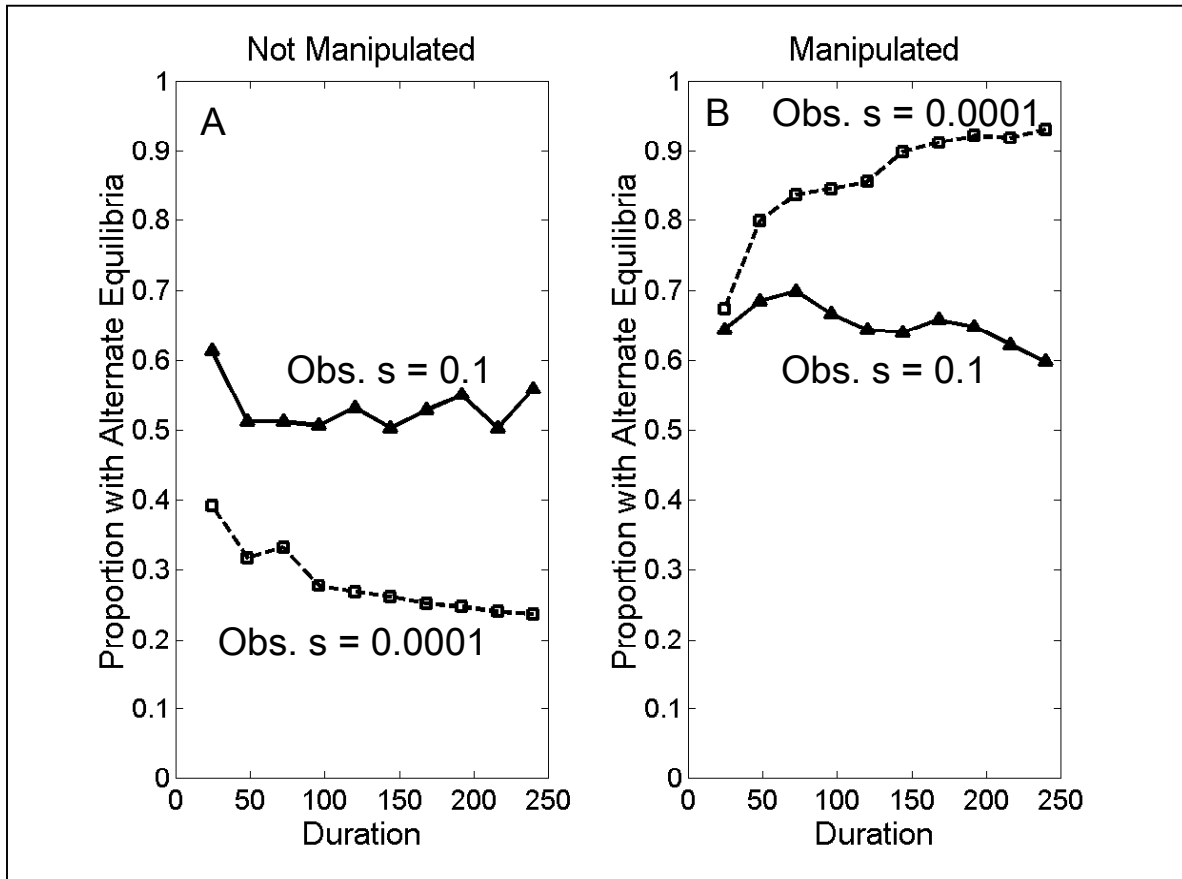 Not Manipulated
A
Obs. s = 0.1
Obs. s = 0.0001
Proportion with Alternate Equilibria
1
0.9
0.8
0.7
0.6
0.5
0.4
0.3
0.2
0.1
0
0 50 100 150 200 250
Duration
Manipulated
B
Obs. s = 0.0001
Obs. s = 0.1
Proportion with Alternate Equilibria
1
0.9
0.8
0.7
0.6
0.5
0.4
0.3
0.2
0.1
0
0 50 100 150 200 250
Duration